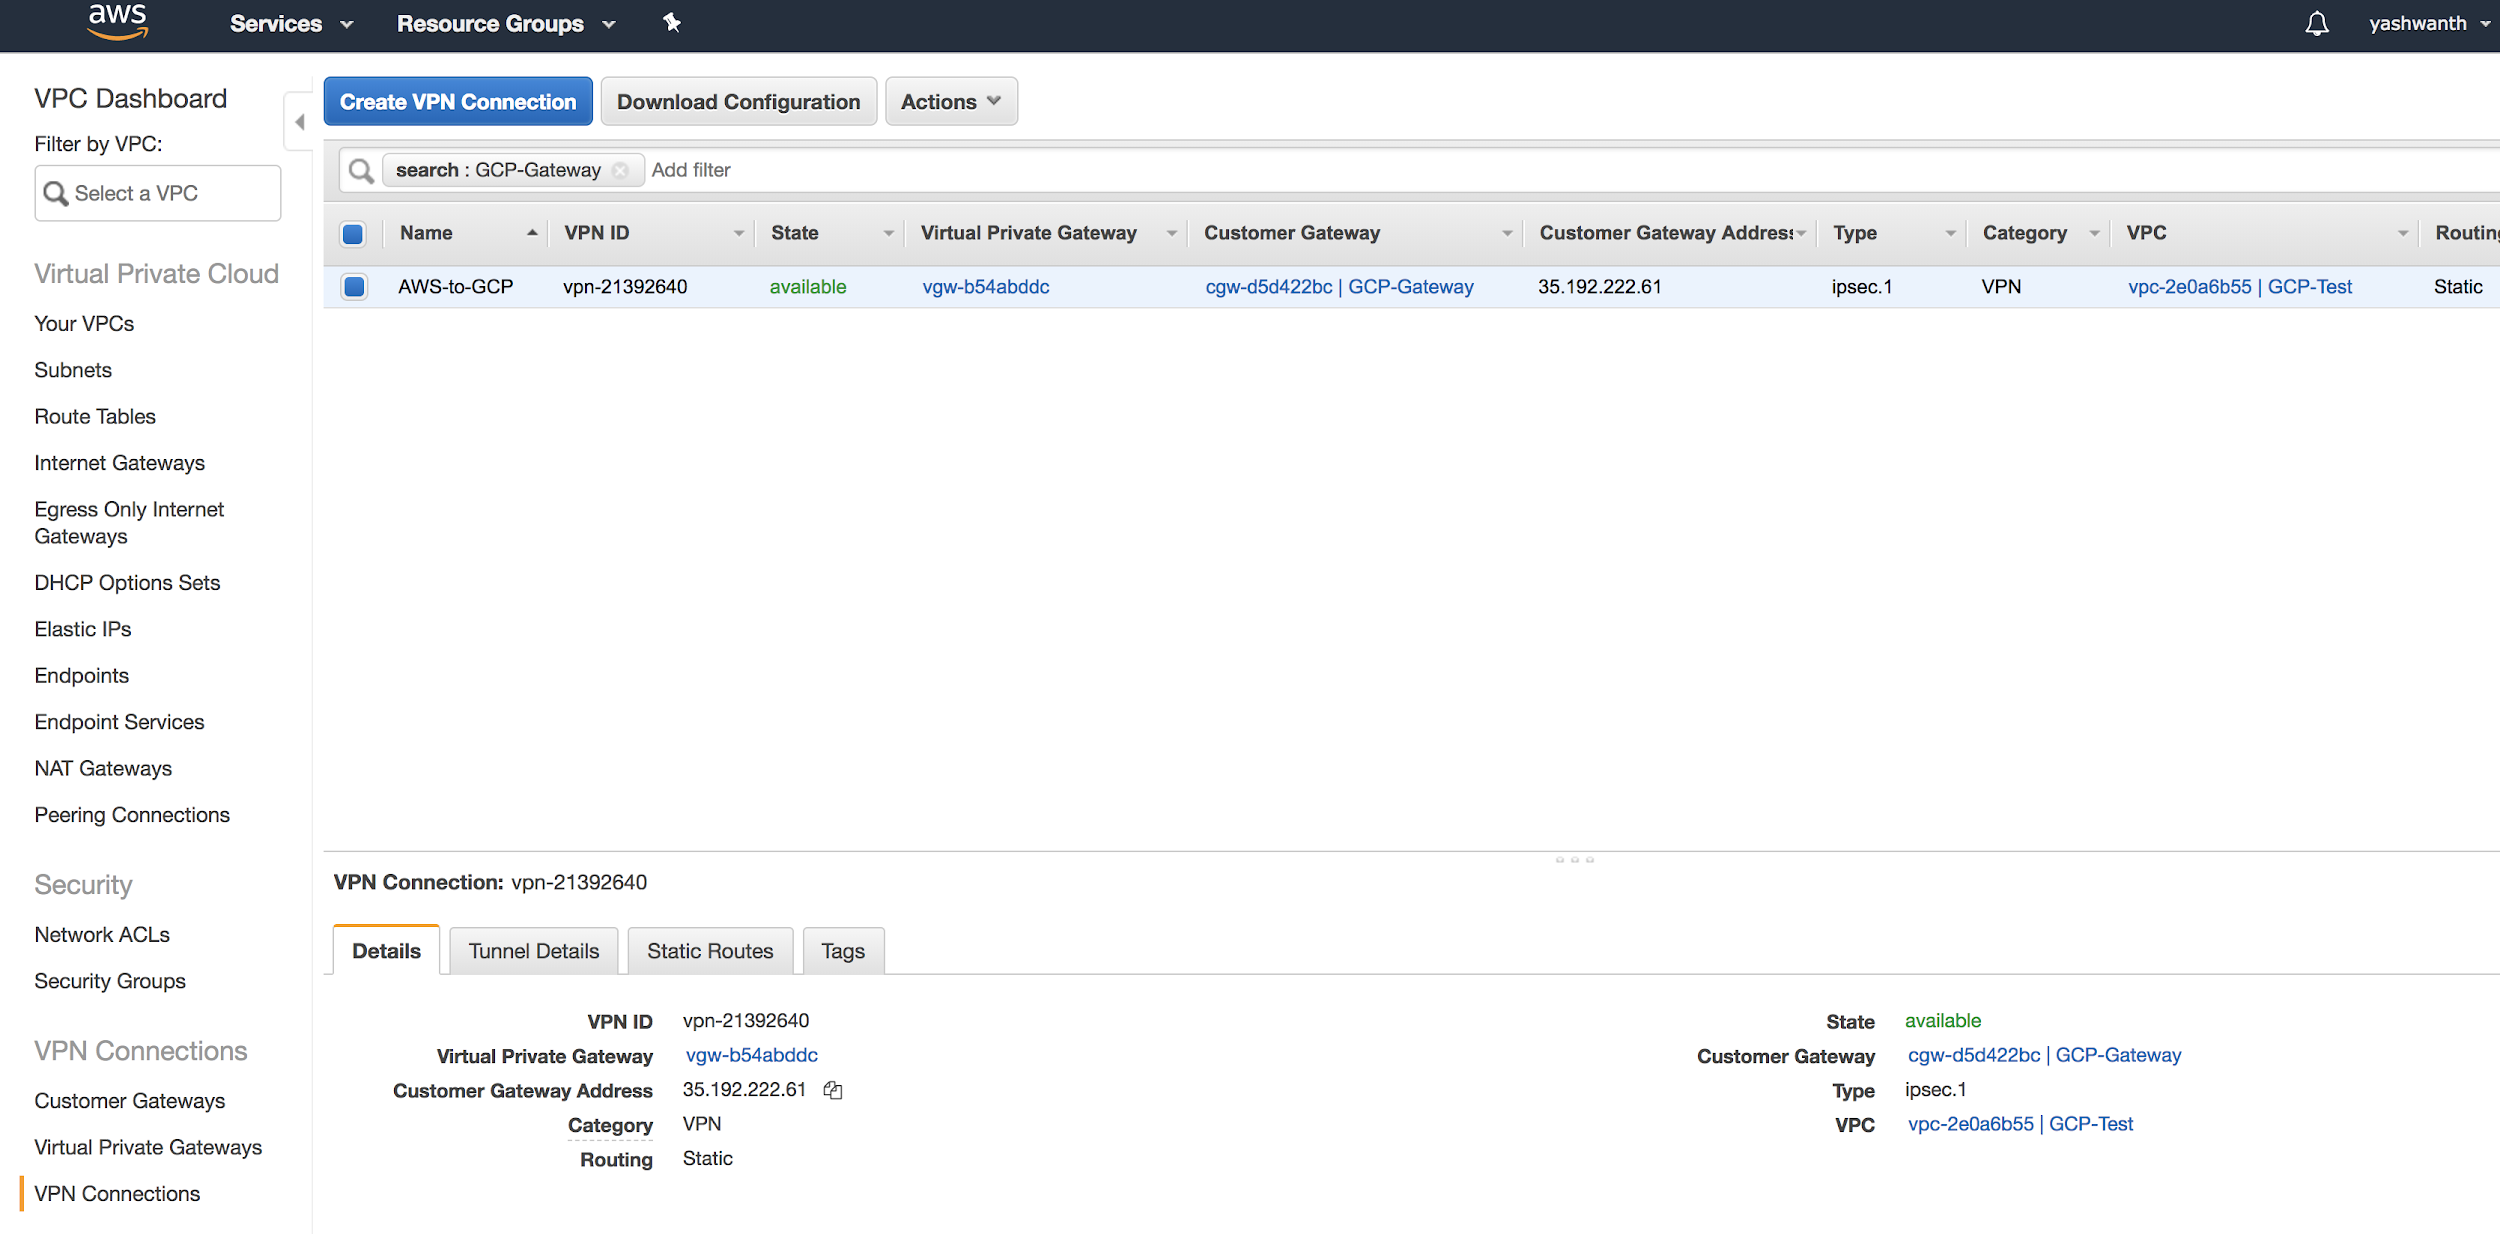 aws Services Resource Groups yashwanth
VPC Dashboard
Filter by VPC:
Select a VPC
Virtual Private Cloud
Your VPCs
Subnets
Route Tables
Internet Gateways
Egress Only Internet
Gateways
DHCP Options Sets
Elastic IPs
Endpoints
Endpoint Services
NAT Gateways
Peering Connections
Security
Network ACLs
Security Groups
VPN Connections
Customer Gateways
Virtual Private Gateways
VPN Connections
Create VPN Connection Download Configuration Actions
search : GCP-Gateway Add filter
Name VPN ID State Virtual Private Gateway Customer Gateway Customer Gateway Address Type Category VPC Routing
AWS-to-GCP vpn-21392640 available vgw-b54abddc cgw-d5d422bc | GCP-Gateway 35.192.222.61 ipsec.1 VPN vpc-2e0a6b55 | GCP-Test Static
VPN Connection: vpn-21392640
Details Tunnel Details Static Routes Tags
VPN ID vpn-21392640 State available
Virtual Private Gateway vgw-b54abddc Customer Gateway cgw-d5d422bc | GCP-Gateway
Customer Gateway Address 35.192.222.61 Type ipsec.1
Category VPN VPC vpc-2e0a6b55 | GCP-Test
Routing Static